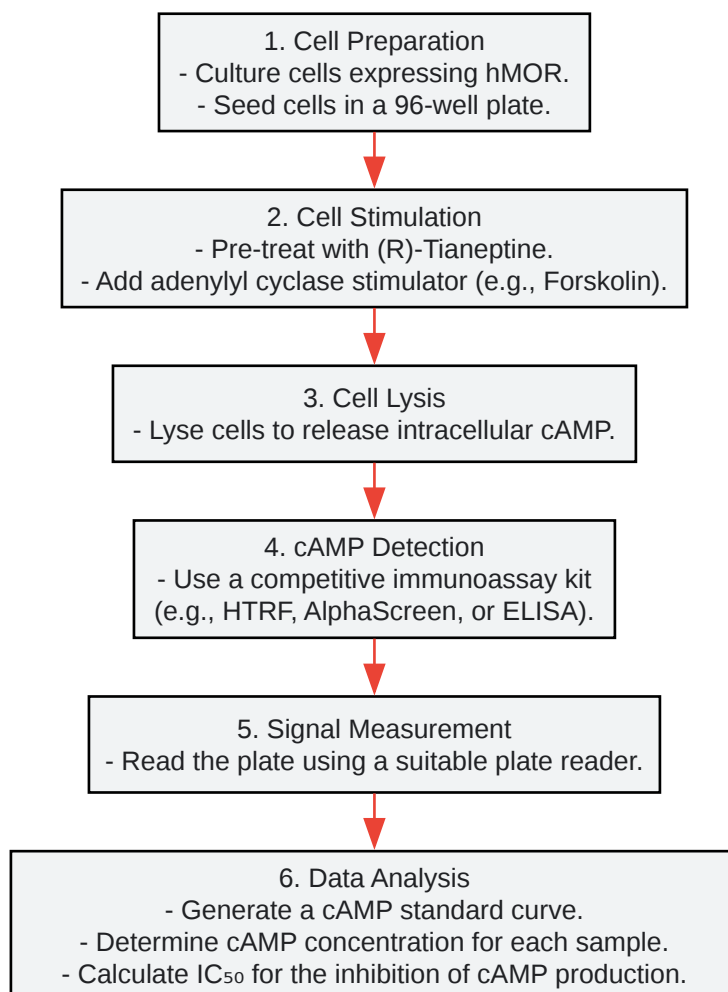 1. Cell Preparation
- Culture cells expressing hMOR.
- Seed cells in a 96-well plate.
2. Cell Stimulation
- Pre-treat with (R)-Tianeptine.
- Add adenylyl cyclase stimulator (e.g., Forskolin).
3. Cell Lysis
- Lyse cells to release intracellular cAMP.
4. cAMP Detection
- Use a competitive immunoassay kit
(e.g., HTRF, AlphaScreen, or ELISA).
5. Signal Measurement
- Read the plate using a suitable plate reader.
6. Data Analysis
- Generate a cAMP standard curve.
- Determine cAMP concentration for each sample.
- Calculate IC₅₀ for the inhibition of cAMP production.